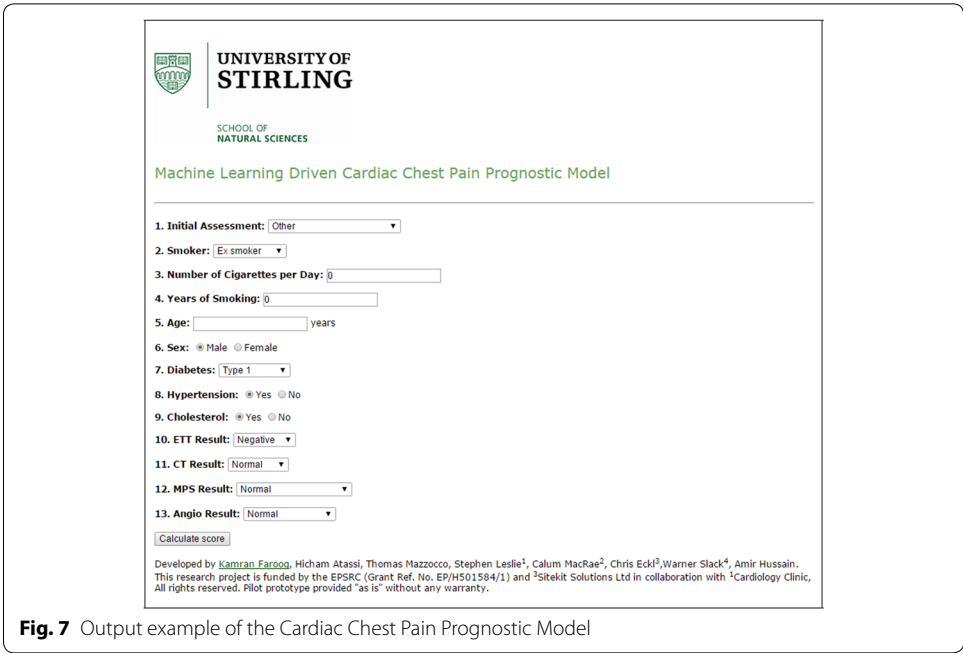 UNIVERSITY OF
STIRLING
SCHOOL OF
NATURAL SCIENCES
Machine Learning Driven Cardiac Chest Pain Prognostic Model
1. Initial Assessment: Other
2. Smoker: Ex smoker
3. Number of Cigarettes per Day: 0
4. Years of Smoking: 0
5. Age: years
6. Sex: Male Female
7. Diabetes: Type 1
8. Hypertension: Yes No
9. Cholesterol: Yes No
10. ETT Result: Negative
11. CT Result: Normal
12. MPS Result: Normal
13. Angio Result: Normal
Calculate score
Developed by Kamran Farooq, Hicham Atassi, Thomas Mazzocco, Stephen Leslie¹, Calum MacRae², Chris Eckl³,Warner Slack⁴, Amir Hussain.
This research project is funded by the EPSRC (Grant Ref. No. EP/H501584/1) and ³Sitekit Solutions Ltd in collaboration with ¹Cardiology Clinic,
All rights reserved. Pilot prototype provided "as is" without any warranty.
Fig. 7 Output example of the Cardiac Chest Pain Prognostic Model